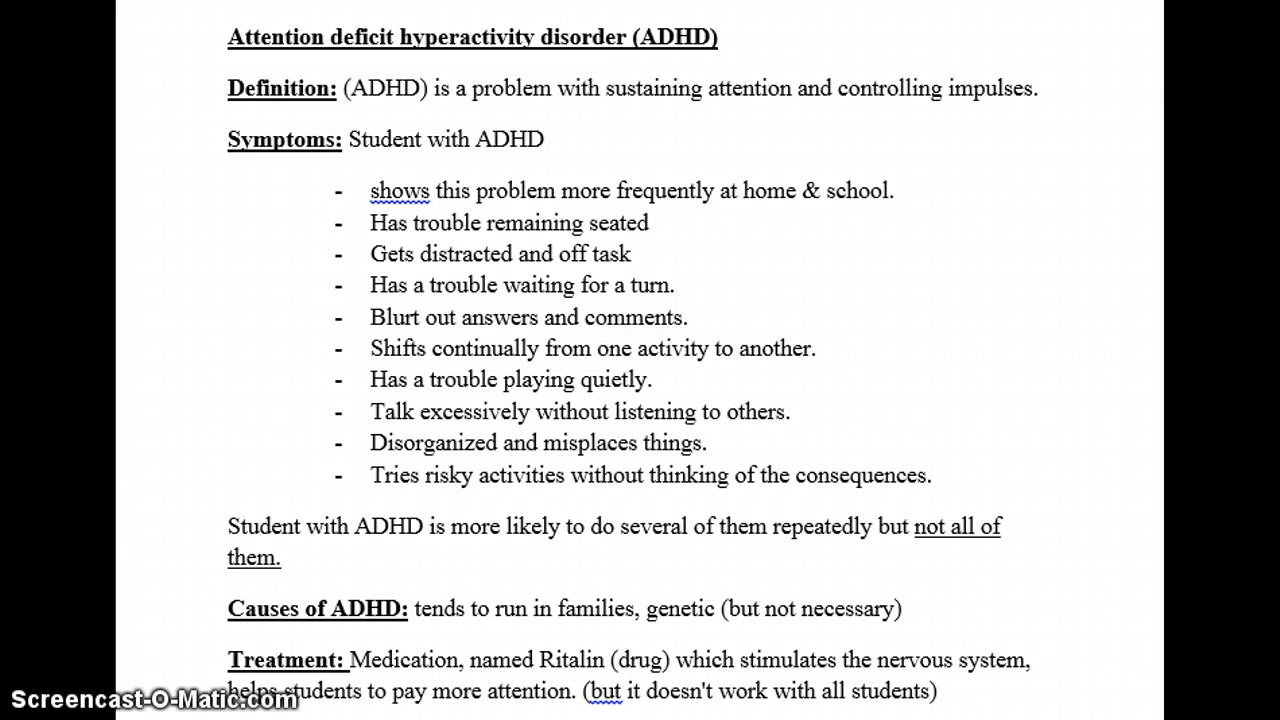 Attention deficit hyperactivity disorder (ADHD)
Definition: (ADHD) is a problem with sustaining attention and controlling impulses.
Symptoms: Student with ADHD
- shows this problem more frequently at home & school.
- Has trouble remaining seated
- Gets distracted and off task
- Has a trouble waiting for a turn.
- Blurt out answers and comments.
- Shifts continually from one activity to another.
- Has a trouble playing quietly.
- Talk excessively without listening to others.
- Disorganized and misplaces things.
- Tries risky activities without thinking of the consequences.
Student with ADHD is more likely to do several of them repeatedly but not all of
them.
Causes of ADHD: tends to run in families, genetic (but not necessary)
Treatment: Medication, named Ritalin (drug) which stimulates the nervous system,
helps students to pay more attention. (but it doesn't work with all students)
Screencast-O-Matic.com